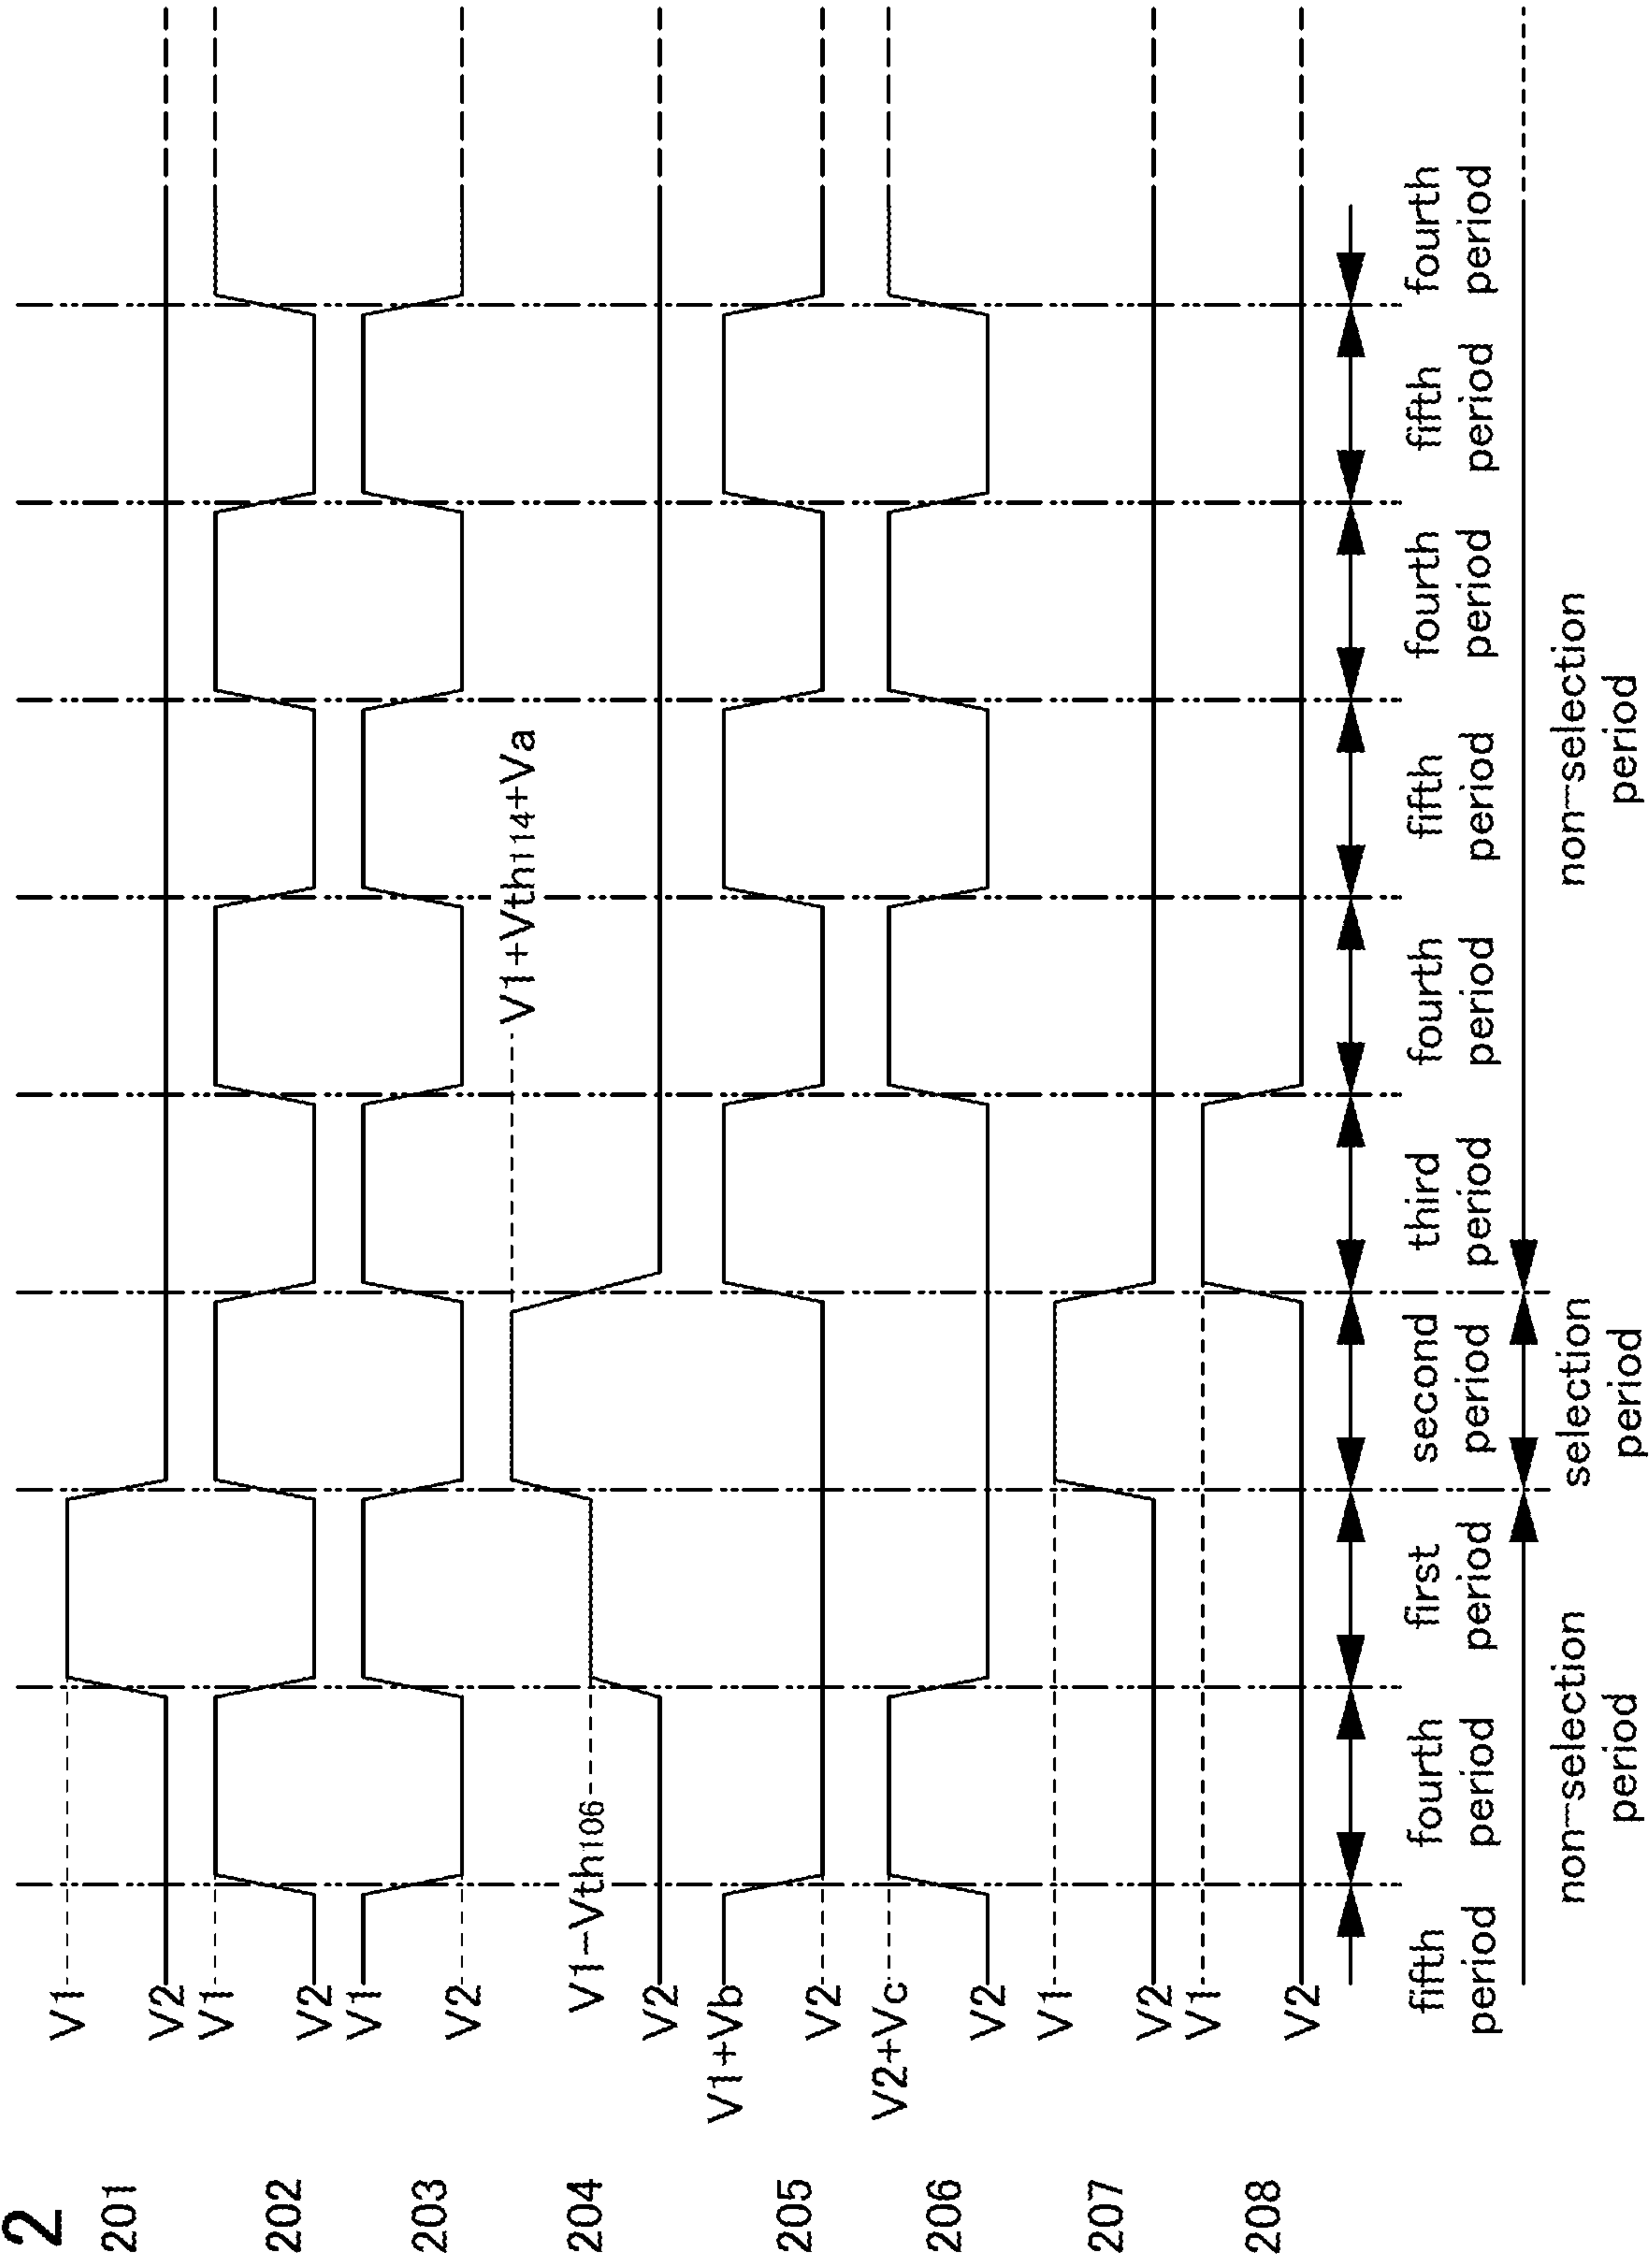 2
201
V1
V2
202
V1
V2
203
V1
V2
204
V1-Vth106
V1+Vth114+Va
V2
205
V1+Vb
V2
206
V2+Vc
V2
207
V1
V2
208
V1
V2
fifth
period
fourth
period
first
period
second
period
third
period
fourth
period
fifth
period
fourth
period
fifth
period
fourth
period
non-selection
period
selection
period
non-selection
period